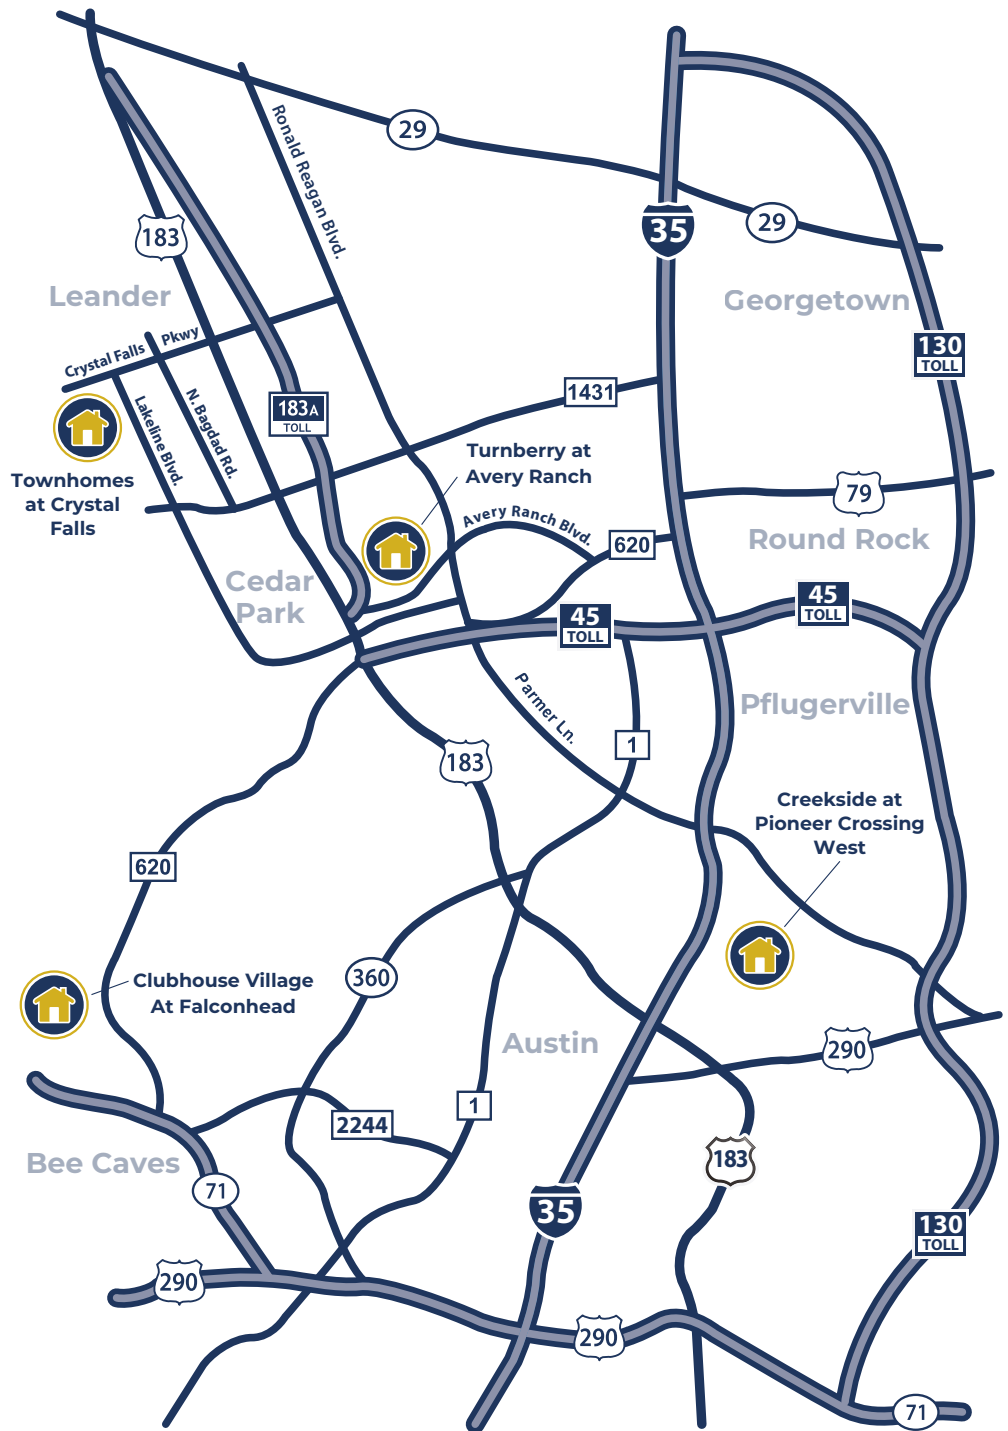 29
Ronald Reagan Blvd.
183
35
29
Leander
Georgetown
Crystal Falls Pkwy
130
TOLL
1431
183A
TOLL
Lakeline Blvd.
N. Bagdad Rd.
Turnberry at
Avery Ranch
Townhomes
at Crystal
Falls
79
Avery Ranch Blvd.
620
Round Rock
Cedar
Park
45
TOLL
45
TOLL
Parmer Ln.
Pflugerville
1
183
Creekside at
Pioneer Crossing
West
620
360
Clubhouse Village
At Falconhead
Austin
290
1
2244
Bee Caves
183
71
35
130
TOLL
290
290
71